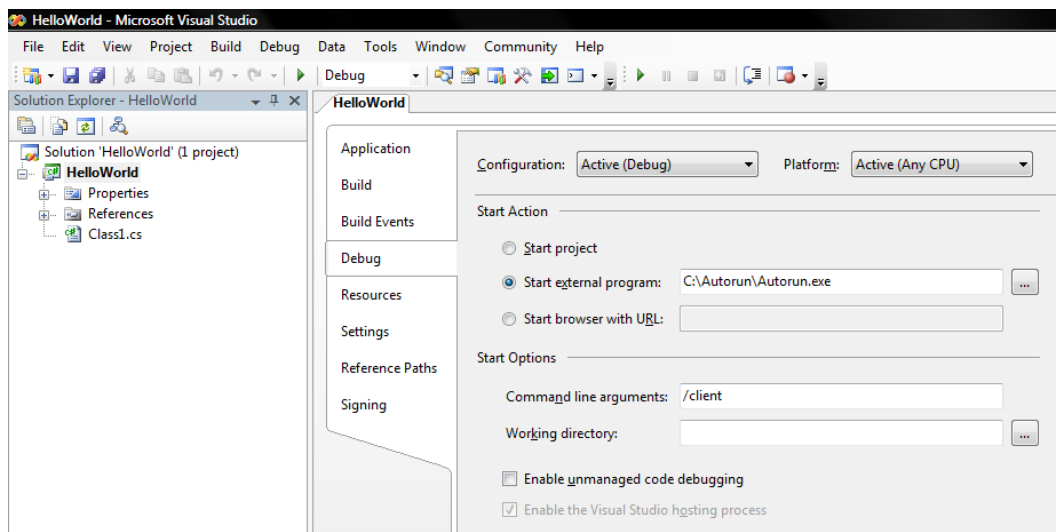 HelloWorld - Microsoft Visual Studio
File Edit View Project Build Debug Data Tools Window Community Help
Debug
Solution Explorer - HelloWorld
Solution 'HelloWorld' (1 project)
HelloWorld
Properties
References
Class1.cs
HelloWorld
Application
Build
Build Events
Debug
Resources
Settings
Reference Paths
Signing
Configuration: Active (Debug) Platform: Active (Any CPU)
Start Action
Start project
Start external program: C:\Autorun\Autorun.exe ...
Start browser with URL:
Start Options
Command line arguments: /client
Working directory: ...
Enable unmanaged code debugging
Enable the Visual Studio hosting process